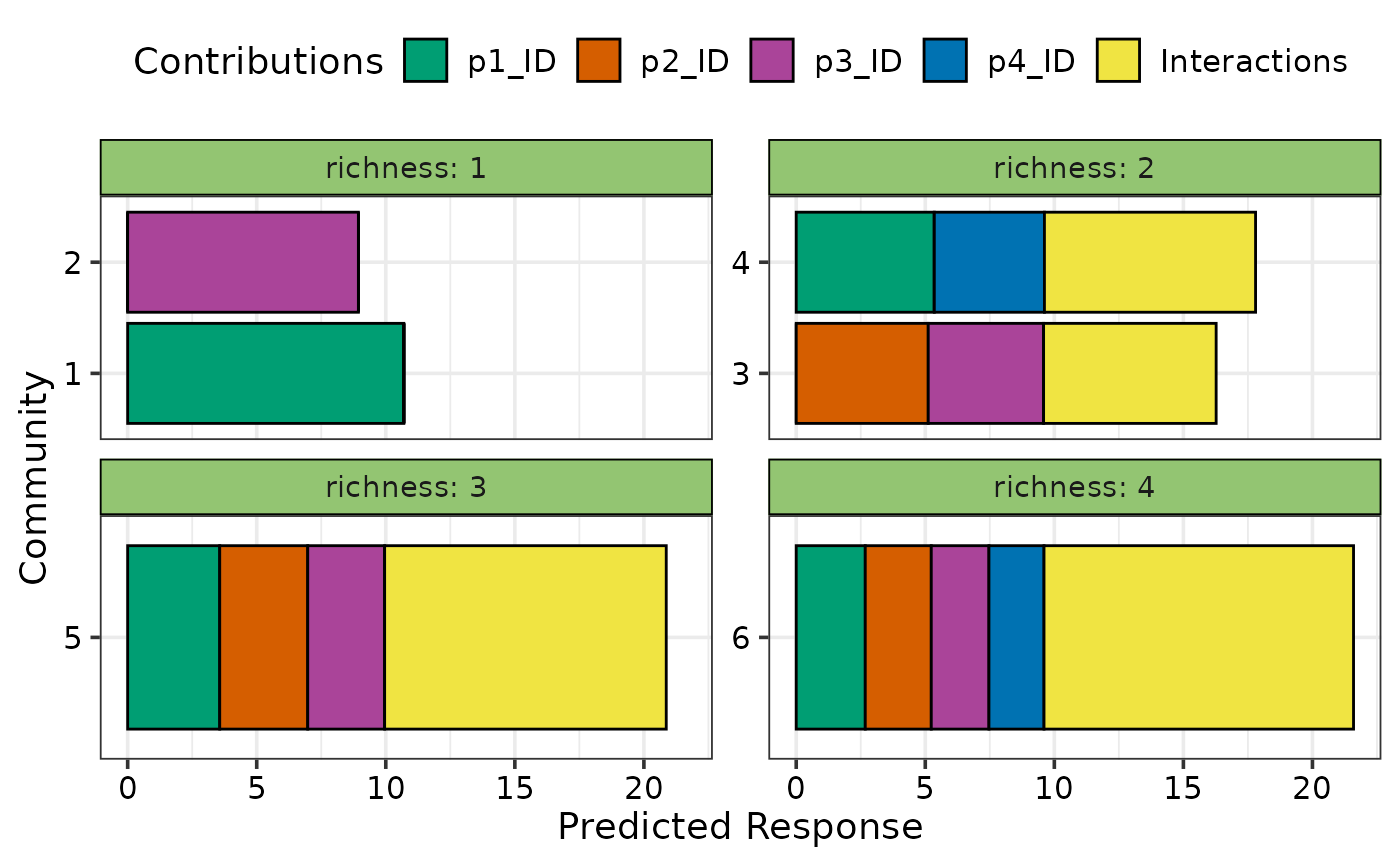 Contributions p1_ID p2_ID p3_ID p4_ID Interactions
richness: 1
richness: 2
2
1
4
3
richness: 3
richness: 4
5
6
0 5 10 15 20
0 5 10 15 20
Community
Predicted Response